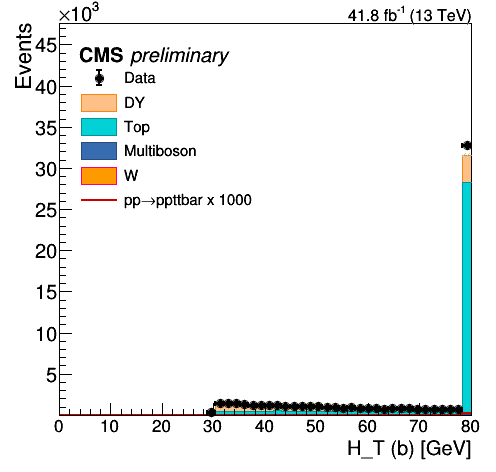 ×10³
41.8 fb⁻¹ (13 TeV)
Events
CMS preliminary
Data
DY
Top
Multiboson
W
pp→ppttbar x 1000
45
40
35
30
25
20
15
10
5
0 10 20 30 40 50 60 70 80
H_T (b) [GeV]